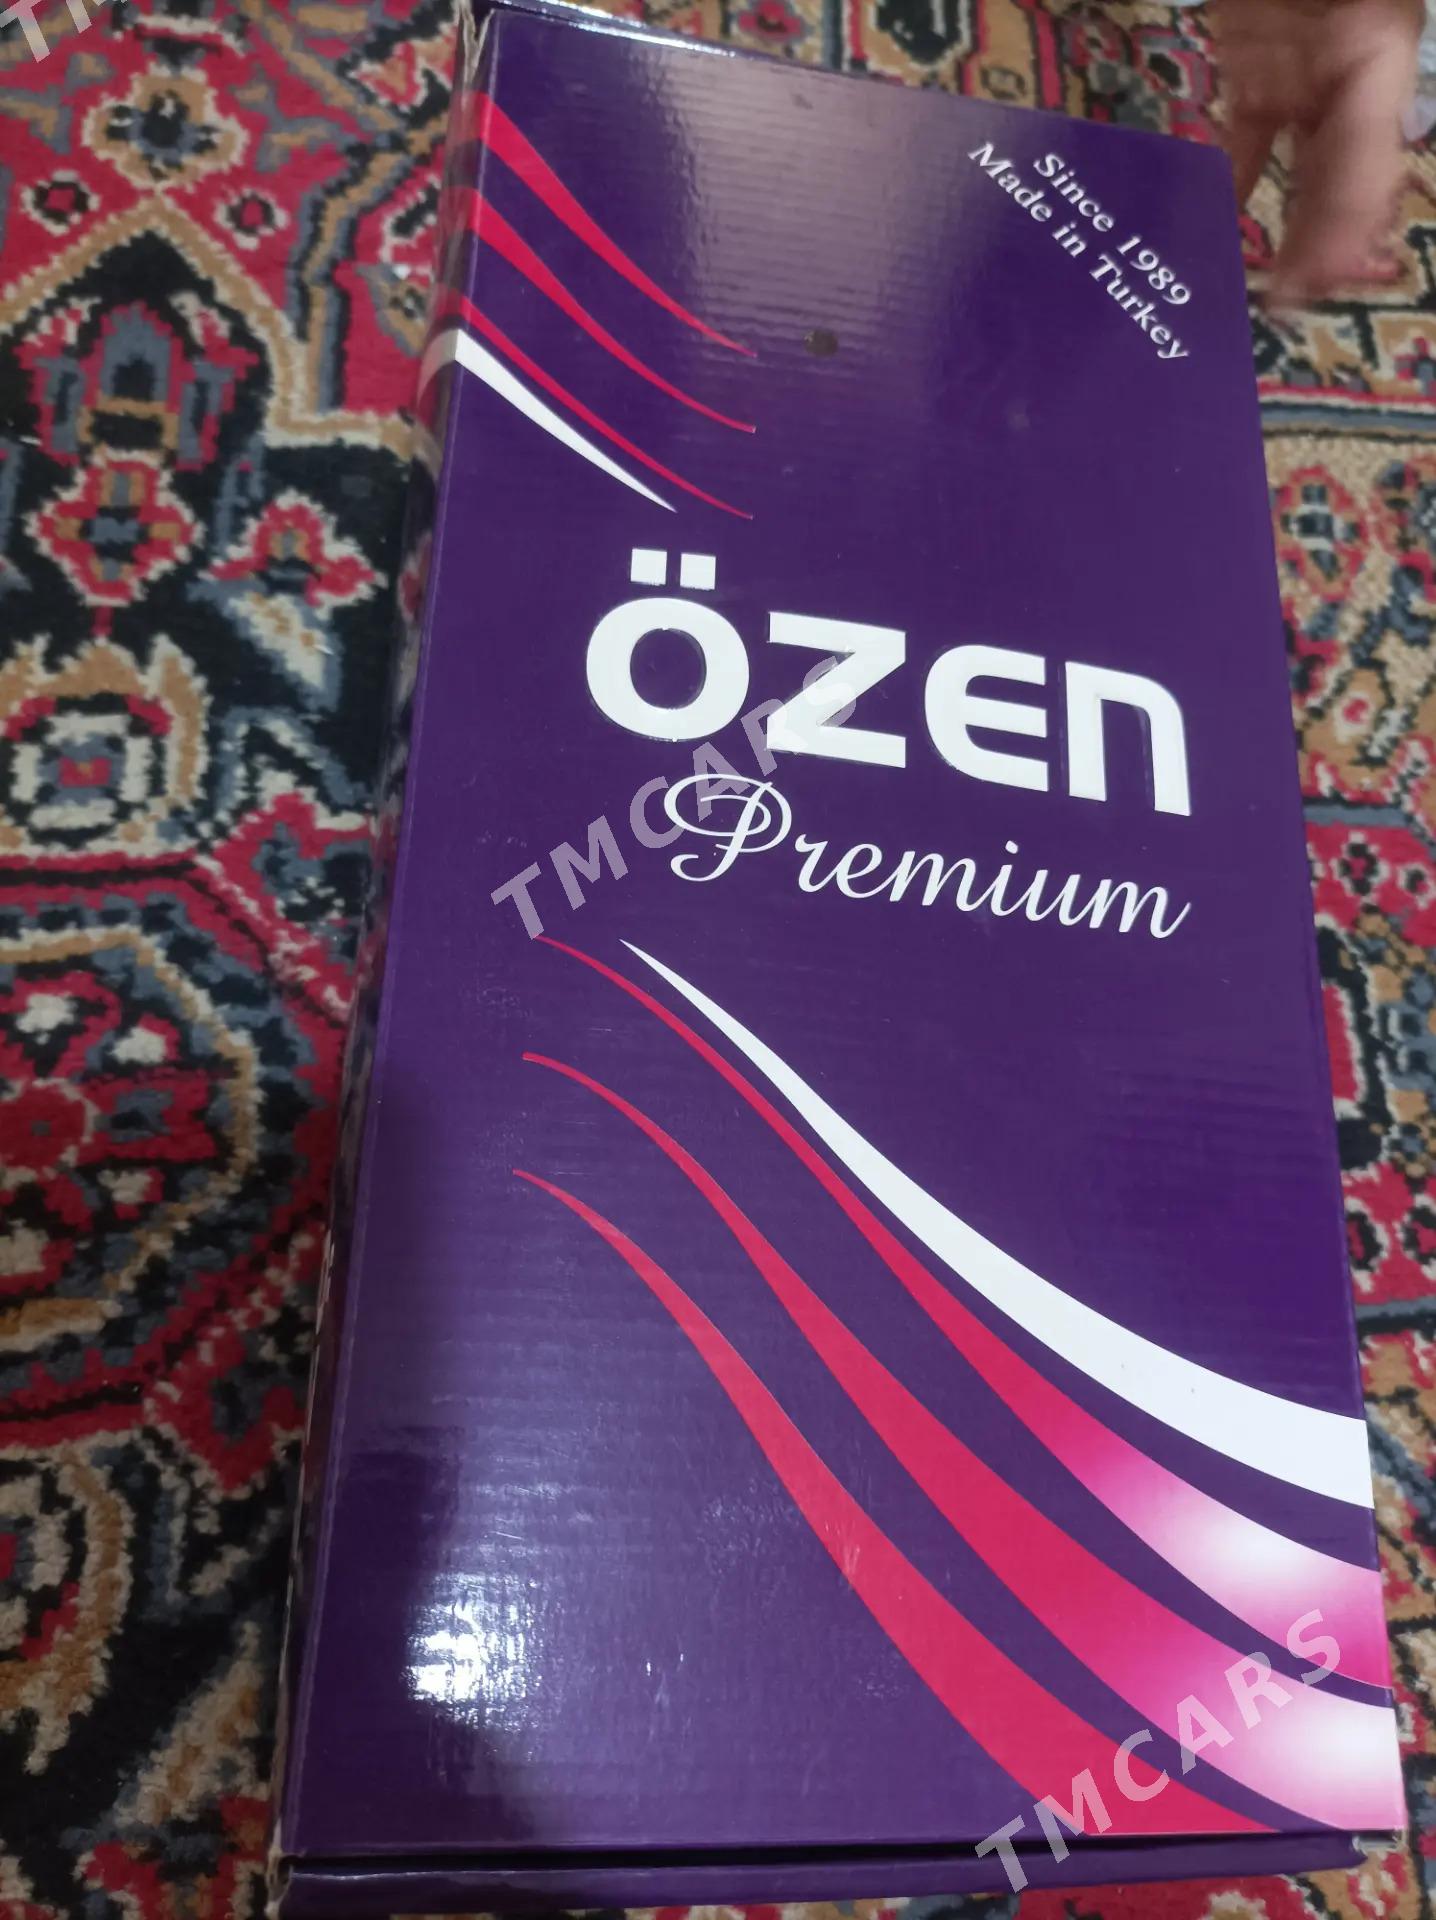 Since 1989
Made in Turkey
ÖZEN
Premium
TMCARS
TMCARS